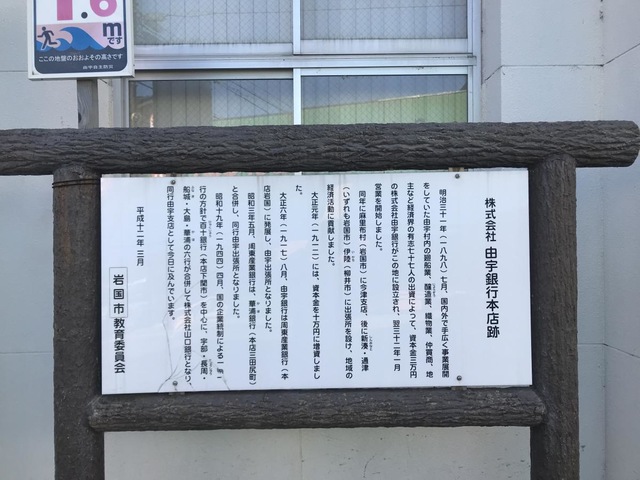 1.6
mです
ここの地盤のおおよその高さです
株式会社 由宇銀行本店跡
明治三十一年(一八九八)七月、国内外で手広く事業展開
をしていた由宇村内の廻船業、醸造業、織物業、仲買商、地
主など経済界の有志七十七人の出資によって、資本金三万円
の株式会社由宇銀行がこの地に設立され、翌三十二年一月
営業を開始しました。
同年に麻里布村(岩国市)に今津支店、後に新湊・通津
(いずれも岩国市)伊陸(柳井市)に出張所を設け、地域の
経済活動に貢献しました。
大正元年(一九一二)には、資本金を十万円に増資しまし
た。
大正六年(一九一七)八月、由宇銀行は周東産業銀行(本
店岩国)に発展し、由宇出張所となりました。
昭和三年五月、周東産業銀行は、華浦銀行(本店三田尻町)
と合併し、同行由宇出張所となりました。
昭和十九年(一九四四)四月、国の企業統制による一県一
行の方針で百十銀行(本店下関市)を中心に、宇部・長周・
船城・大島・華浦の六行が合併して株式会社山口銀行となり、
同行由宇支店として今日に及んでいます。
平成十二年三月
岩国市教育委員会